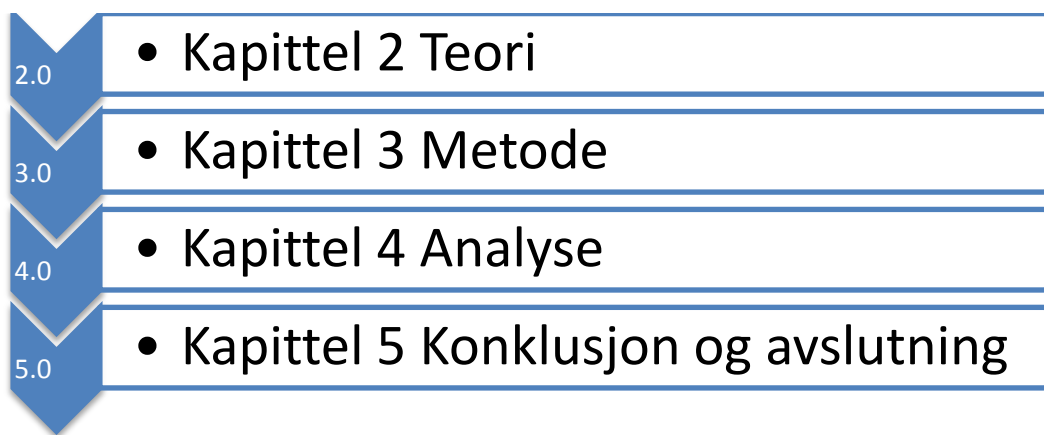 2.0
• Kapittel 2 Teori
3.0
• Kapittel 3 Metode
4.0
• Kapittel 4 Analyse
5.0
• Kapittel 5 Konklusjon og avslutning